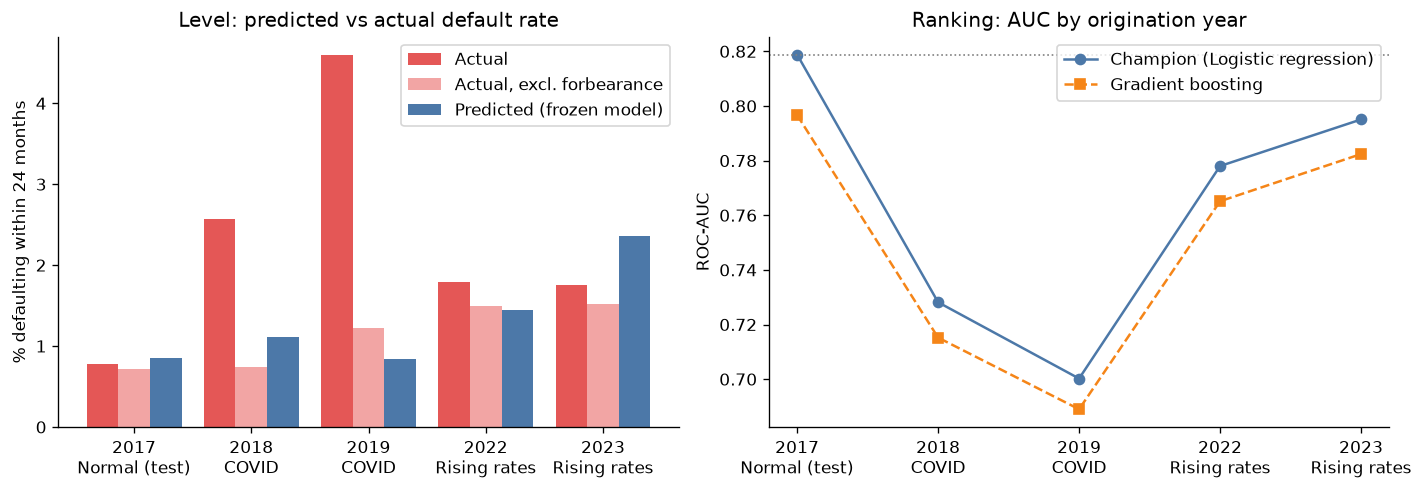 Level: predicted vs actual default rate
% defaulting within 24 months
4
3
2
1
0
Actual
Actual, excl. forbearance
Predicted (frozen model)
2017
Normal (test)
2018
COVID
2019
COVID
2022
Rising rates
2023
Rising rates
Ranking: AUC by origination year
ROC-AUC
0.82
0.80
0.78
0.76
0.74
0.72
0.70
Champion (Logistic regression)
Gradient boosting
2017
Normal (test)
2018
COVID
2019
COVID
2022
Rising rates
2023
Rising rates